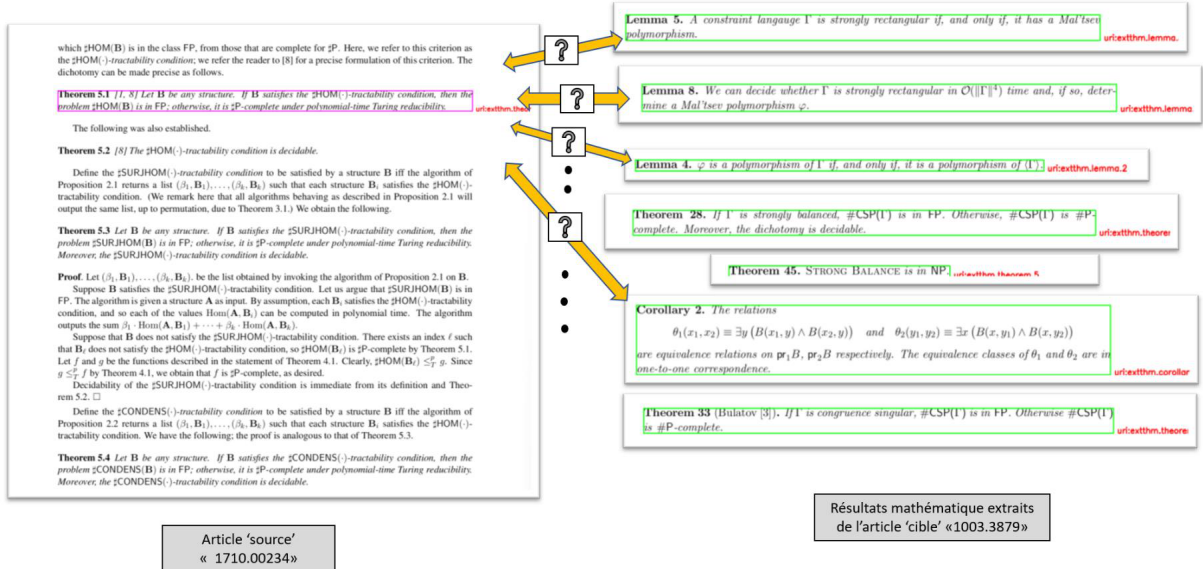 which ♯HOM(B) is in the class FP, from those that are complete for ♯P. Here, we refer to this criterion as
the ♯HOM(·)-tractability condition; we refer the reader to [8] for a precise formulation of this criterion. The
dichotomy can be made precise as follows.
Theorem 5.1 [1, 8] Let B be any structure. If B satisfies the ♯HOM(·)-tractability condition, then the
problem ♯HOM(B) is in FP; otherwise, it is ♯P-complete under polynomial-time Turing reducibility.
url:extthm.theor
The following was also established.
Theorem 5.2 [8] The ♯HOM(·)-tractability condition is decidable.
Define the ♯SURJHOM(·)-tractability condition to be satisfied by a structure B iff the algorithm of
Proposition 2.1 returns a list (β₁, B₁), . . . , (βₖ, Bₖ) such that each structure Bᵢ satisfies the ♯HOM(·)-
tractability condition. (We remark here that all algorithms behaving as described in Proposition 2.1 will
output the same list, up to permutation, due to Theorem 3.1.) We obtain the following.
Theorem 5.3 Let B be any structure. If B satisfies the ♯SURJHOM(·)-tractability condition, then the
problem ♯SURJHOM(B) is in FP; otherwise, it is ♯P-complete under polynomial-time Turing reducibility.
Moreover, the ♯SURJHOM(·)-tractability condition is decidable.
Proof. Let (β₁, B₁), . . . , (βₖ, Bₖ). be the list obtained by invoking the algorithm of Proposition 2.1 on B.
Suppose B satisfies the ♯SURJHOM(·)-tractability condition. Let us argue that ♯SURJHOM(B) is in
FP. The algorithm is given a structure A as input. By assumption, each Bᵢ satisfies the ♯HOM(·)-tractability
condition, and so each of the values Hom(A, Bᵢ) can be computed in polynomial time. The algorithm
outputs the sum β₁ · Hom(A, B₁) + · · · + βₖ · Hom(A, Bₖ).
Suppose that B does not satisfy the ♯SURJHOM(·)-tractability condition. There exists an index ℓ such
that Bℓ does not satisfy the ♯HOM(·)-tractability condition, so ♯HOM(Bℓ) is ♯P-complete by Theorem 5.1.
Let f and g be the functions described in the statement of Theorem 4.1. Clearly, ♯HOM(Bℓ) ≤ᵖT g. Since
g ≤ᵖT f by Theorem 4.1, we obtain that f is ♯P-complete, as desired.
Decidability of the ♯SURJHOM(·)-tractability condition is immediate from its definition and Theo-
rem 5.2. □
Define the ♯CONDENS(·)-tractability condition to be satisfied by a structure B iff the algorithm of
Proposition 2.2 returns a list (β₁, B₁), . . . , (βₖ, Bₖ) such that each structure Bᵢ satisfies the ♯HOM(·)-
tractability condition. We have the following; the proof is analogous to that of Theorem 5.3.
Theorem 5.4 Let B be any structure. If B satisfies the ♯CONDENS(·)-tractability condition, then the
problem ♯CONDENS(B) is in FP; otherwise, it is ♯P-complete under polynomial-time Turing reducibility.
Moreover, the ♯CONDENS(·)-tractability condition is decidable.
Article ‘source’
« 1710.00234»
?
?
?
?
Lemma 5. A constraint langauge Γ is strongly rectangular if, and only if, it has a Mal'tsev
polymorphism.
url:extthm.lemma.
Lemma 8. We can decide whether Γ is strongly rectangular in O(‖Γ‖⁴) time and, if so, deter-
mine a Mal'tsev polymorphism φ.
url:extthm.lemma
Lemma 4. φ is a polymorphism of Γ if, and only if, it is a polymorphism of ⟨Γ⟩.
url:extthm.lemma.2
Theorem 28. If Γ is strongly balanced, #CSP(Γ) is in FP. Otherwise, #CSP(Γ) is #P-
complete. Moreover, the dichotomy is decidable.
url:extthm.theorer
Theorem 45. STRONG BALANCE is in NP.
url:extthm.theorem.5
Corollary 2. The relations
θ₁(x₁, x₂) ≡ ∃y (B(x₁, y) ∧ B(x₂, y)) and θ₂(y₁, y₂) ≡ ∃x (B(x, y₁) ∧ B(x, y₂))
are equivalence relations on pr₁B, pr₂B respectively. The equivalence classes of θ₁ and θ₂ are in
one-to-one correspondence.
url:extthm.corollar
Theorem 33 (Bulatov [3]). If Γ is congruence singular, #CSP(Γ) is in FP. Otherwise #CSP(Γ)
is #P-complete.
url:extthm.theorer
Résultats mathématique extraits
de l’article ‘cible’ «1003.3879»